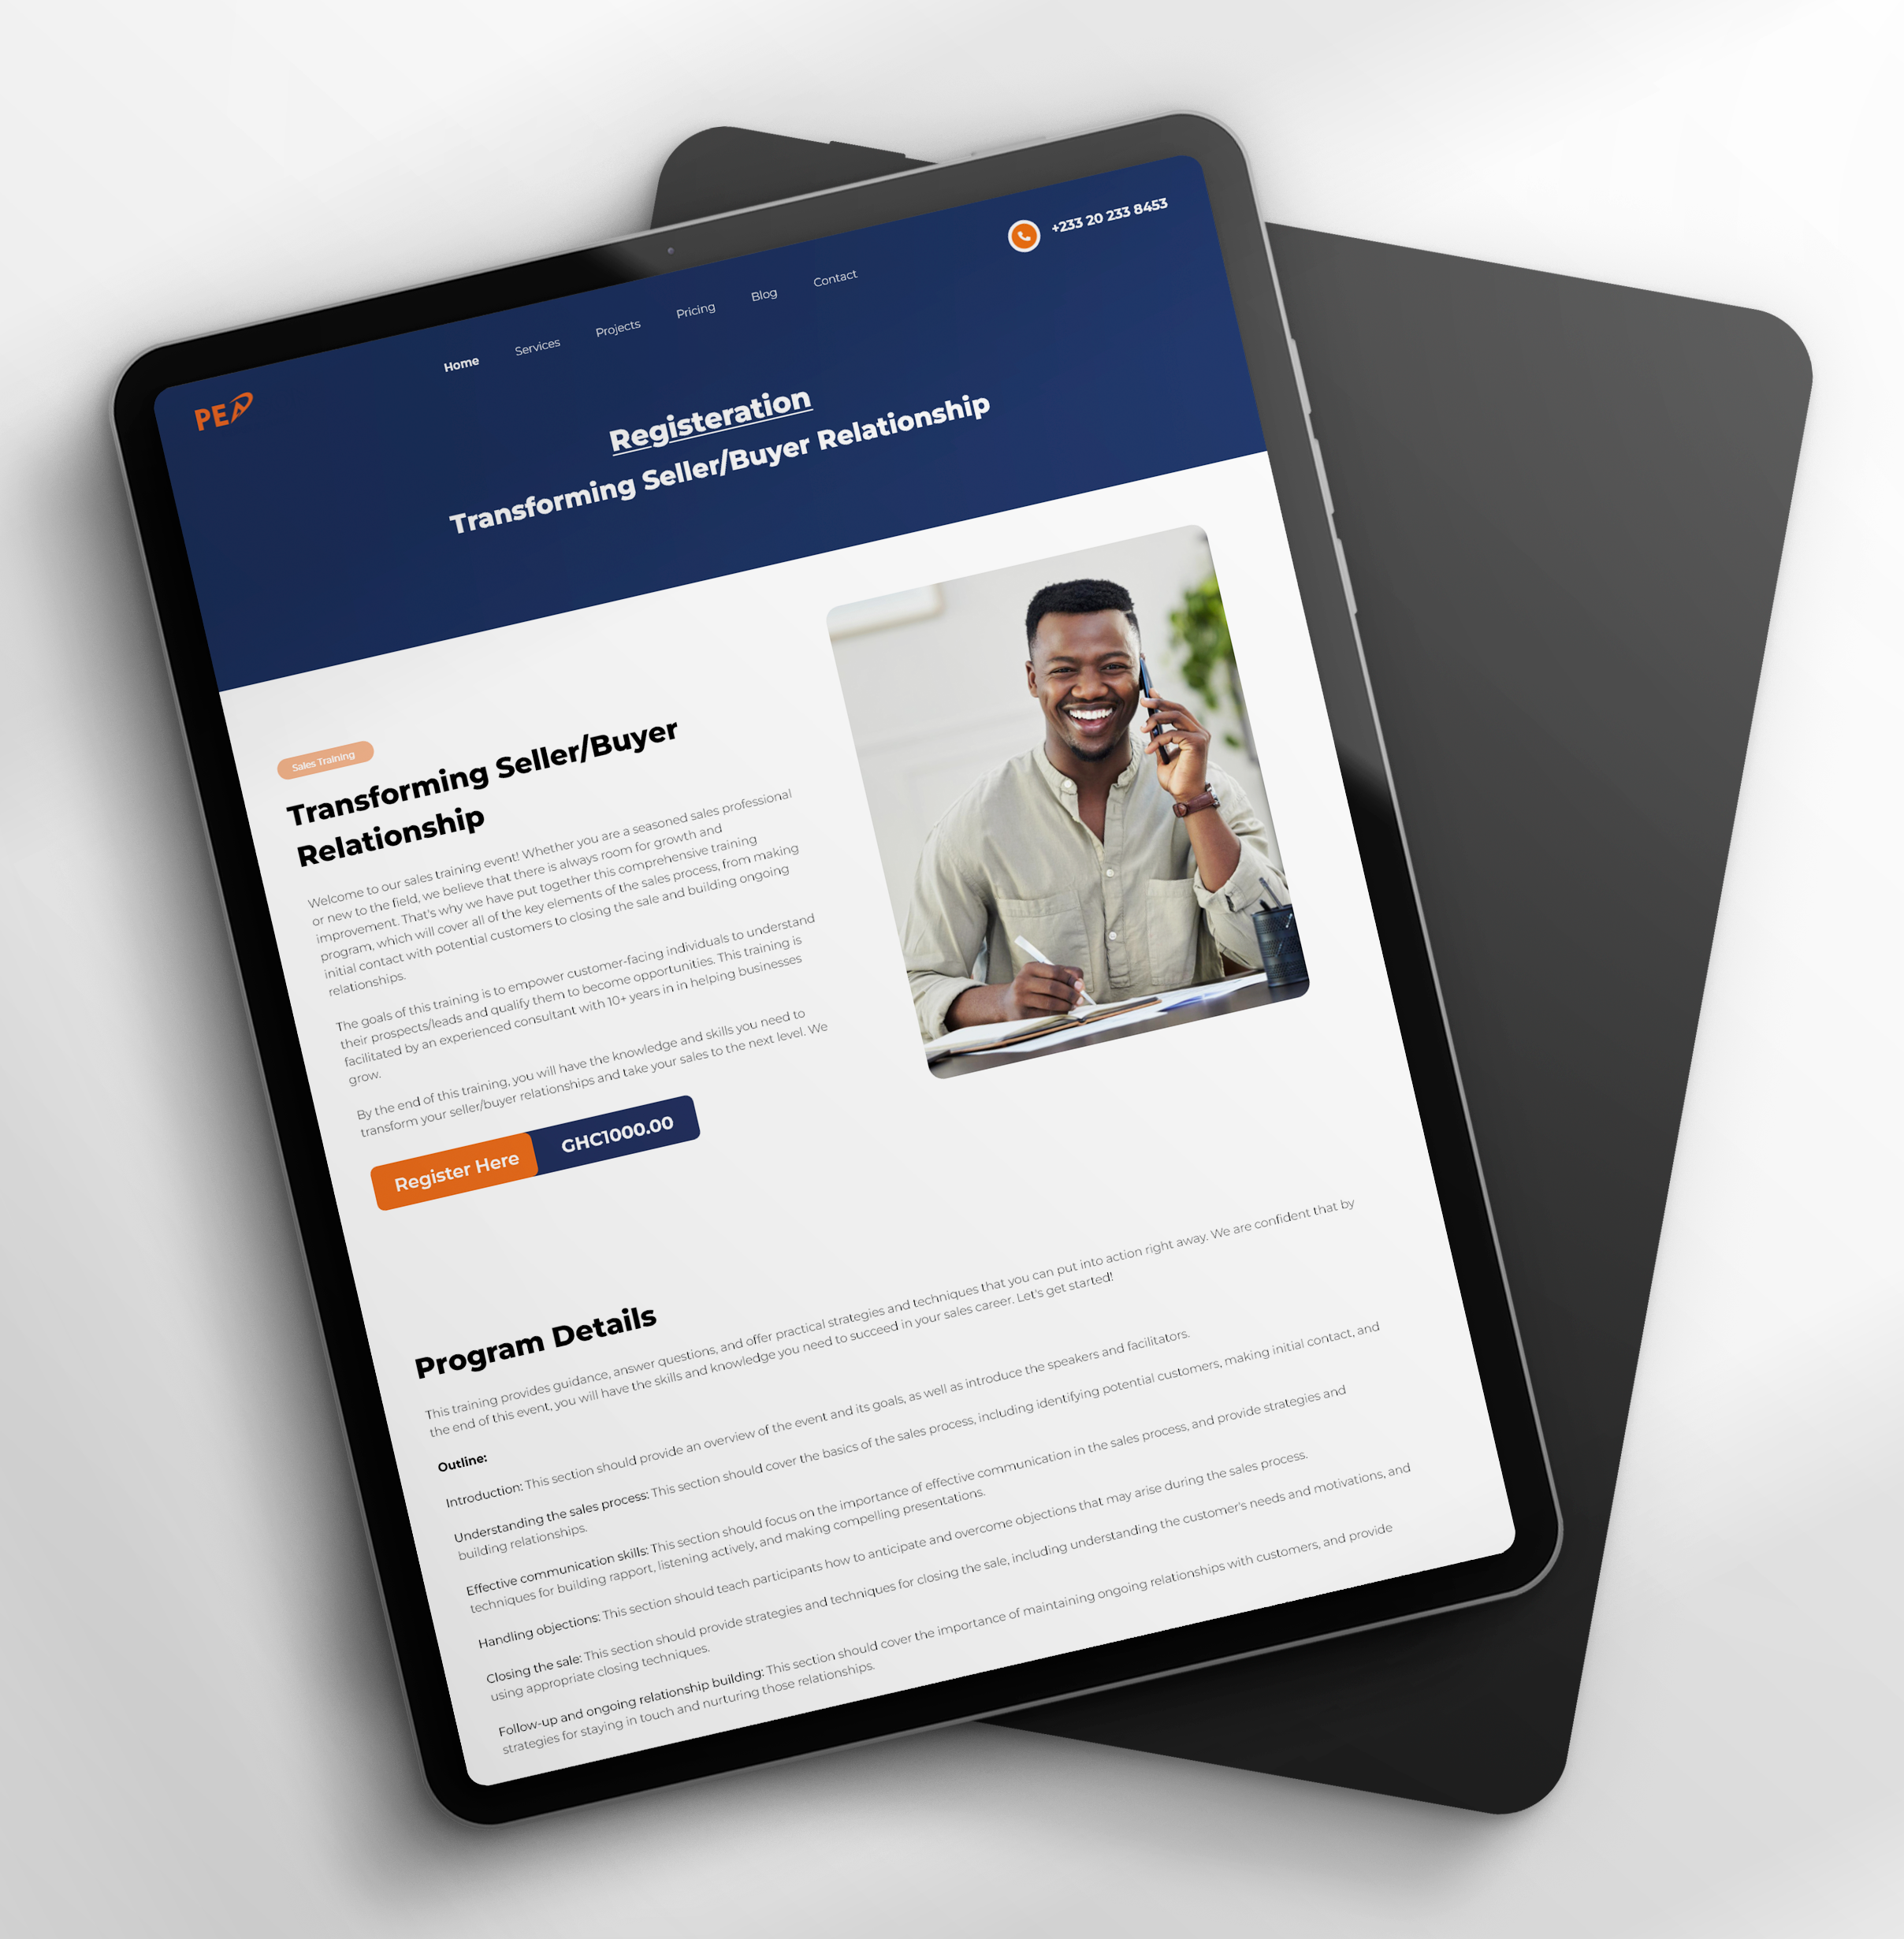 +233 20 233 8453
PEA
Home Services Projects Pricing Blog Contact
Registeration
Transforming Seller/Buyer Relationship
Sales Training
Transforming Seller/Buyer
Relationship
Welcome to our sales training event! Whether you are a seasoned sales professional
or new to the field, we believe that there is always room for growth and
improvement. That's why we have put together this comprehensive training
program, which will cover all of the key elements of the sales process, from making
initial contact with potential customers to closing the sale and building ongoing
relationships.
The goals of this training is to empower customer-facing individuals to understand
their prospects/leads and qualify them to become opportunities. This training is
facilitated by an experienced consultant with 10+ years in in helping businesses
grow.
By the end of this training, you will have the knowledge and skills you need to
transform your seller/buyer relationships and take your sales to the next level. We
Register Here GHC1000.00
Program Details
This training provides guidance, answer questions, and offer practical strategies and techniques that you can put into action right away. We are confident that by
the end of this event, you will have the skills and knowledge you need to succeed in your sales career. Let's get started!
Outline:
Introduction: This section should provide an overview of the event and its goals, as well as introduce the speakers and facilitators.
Understanding the sales process: This section should cover the basics of the sales process, including identifying potential customers, making initial contact, and
building relationships.
Effective communication skills: This section should focus on the importance of effective communication in the sales process, and provide strategies and
techniques for building rapport, listening actively, and making compelling presentations.
Handling objections: This section should teach participants how to anticipate and overcome objections that may arise during the sales process.
Closing the sale: This section should provide strategies and techniques for closing the sale, including understanding the customer's needs and motivations, and
using appropriate closing techniques.
Follow-up and ongoing relationship building: This section should cover the importance of maintaining ongoing relationships with customers, and provide
strategies for staying in touch and nurturing those relationships.